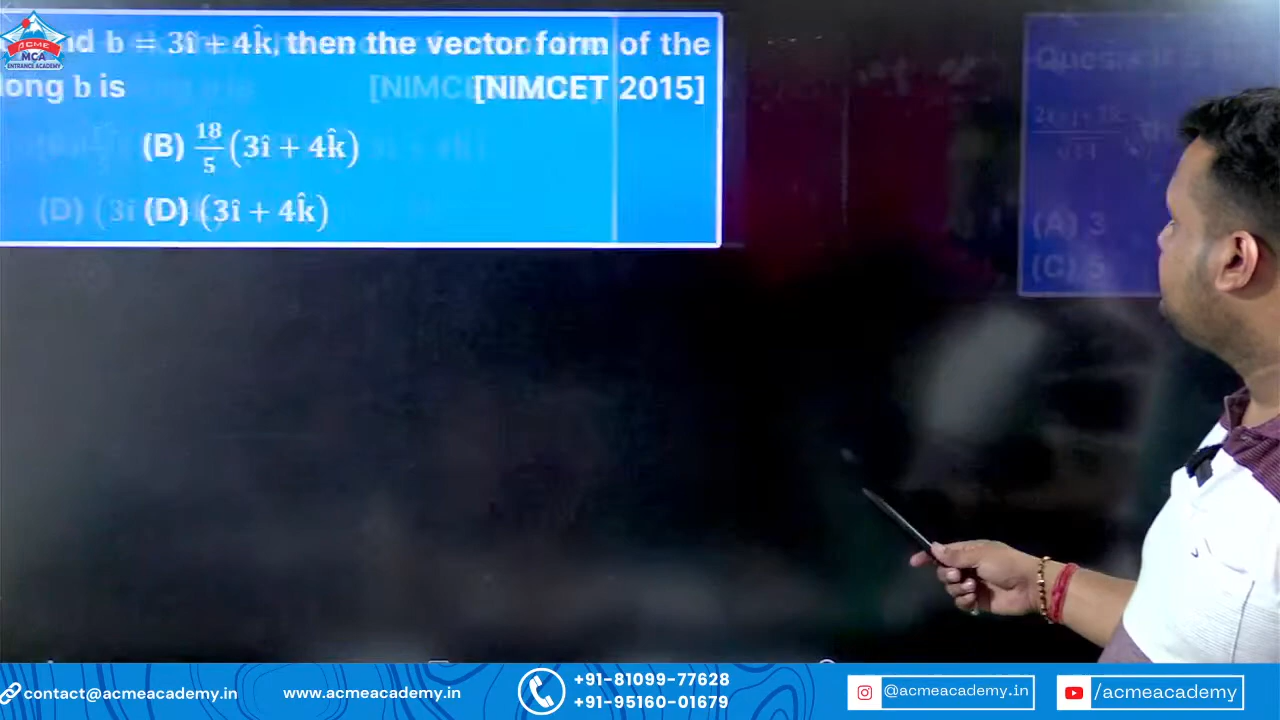 ACME
MCA
ENTRANCE ACADEMY
nd b = 3î + 4k̂, then the vector form of the
long b is [NIMCET 2015]
(B) 18/5 (3î + 4k̂)
(D) (3î + 4k̂)
Ques
(A) 3
(C) 5
contact@acmeacademy.in
www.acmeacademy.in
+91-81099-77628
+91-95160-01679
@acmeacademy.in
/acmeacademy